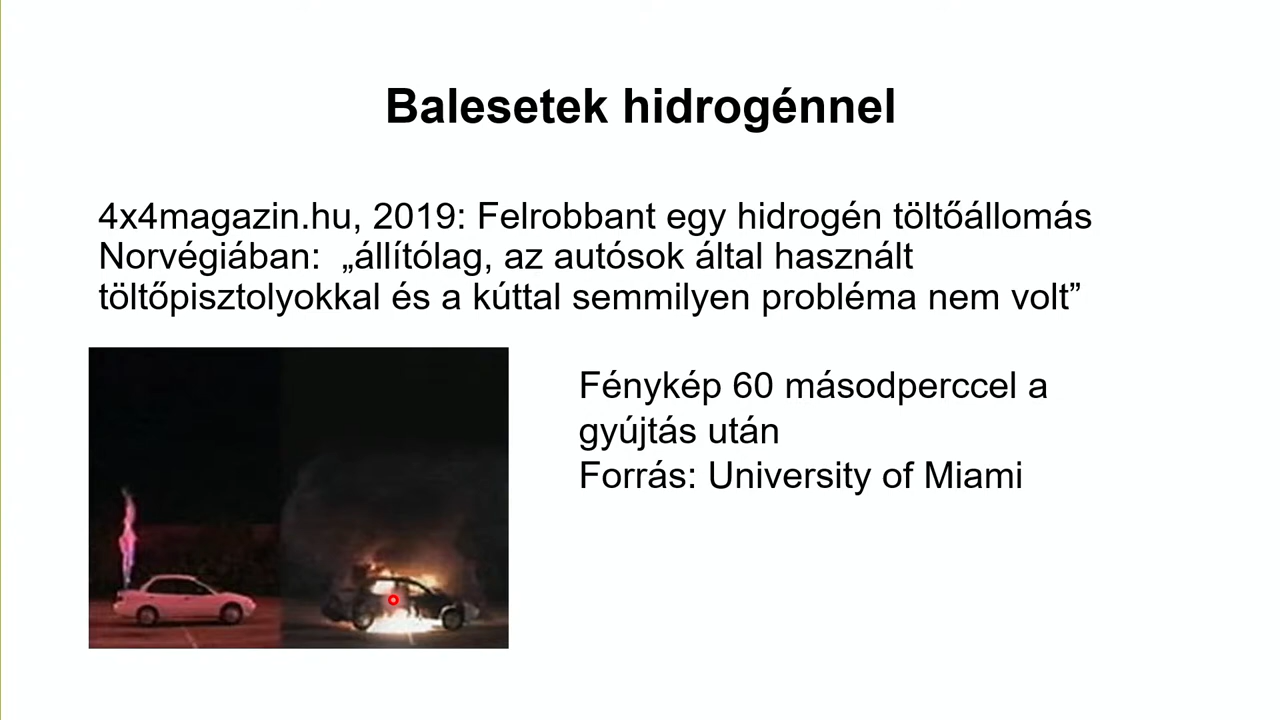 Balesetek hidrogénnel
4x4magazin.hu, 2019: Felrobbant egy hidrogén töltőállomás
Norvégiában:  „állítólag, az autósok által használt
töltőpisztolyokkal és a kúttal semmilyen probléma nem volt”
Fénykép 60 másodperccel a
gyújtás után
Forrás: University of Miami